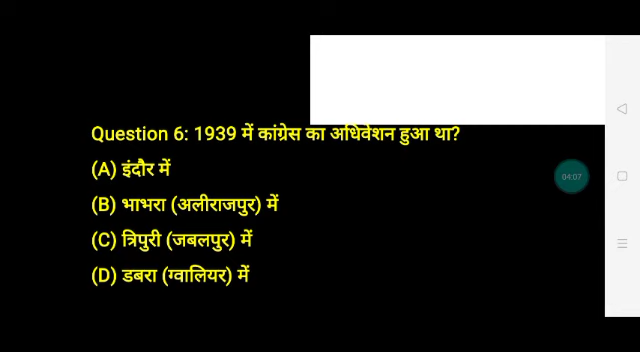 Question 6: 1939 में कांग्रेस का अधिवेशन हुआ था?
(A) इंदौर में
(B) भाभरा (अलीराजपुर) में
(C) त्रिपुरी (जबलपुर) में
(D) डबरा (ग्वालियर) में
04:07